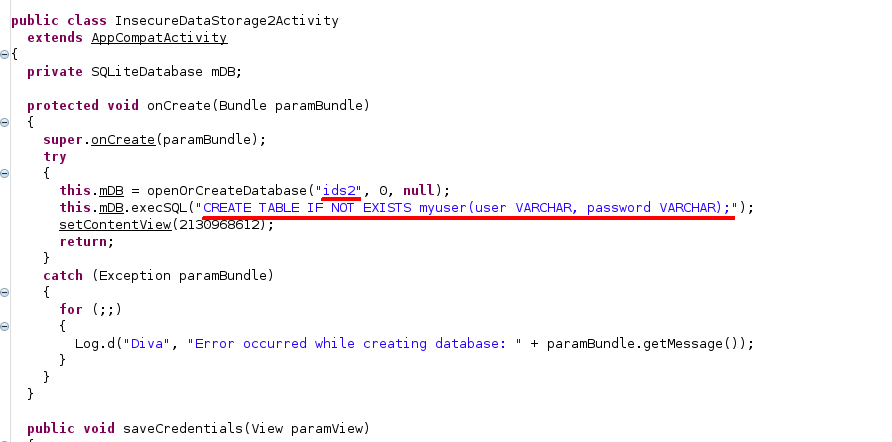 public class InsecureDataStorage2Activity
extends AppCompatActivity
{
private SQLiteDatabase mDB;
protected void onCreate(Bundle paramBundle)
{
super.onCreate(paramBundle);
try
{
this.mDB = openOrCreateDatabase("ids2", 0, null);
this.mDB.execSQL("CREATE TABLE IF NOT EXISTS myuser(user VARCHAR, password VARCHAR);");
setContentView(2130968612);
return;
}
catch (Exception paramBundle)
{
for (;;)
{
Log.d("Diva", "Error occurred while creating database: " + paramBundle.getMessage());
}
}
}
public void saveCredentials(View paramView)